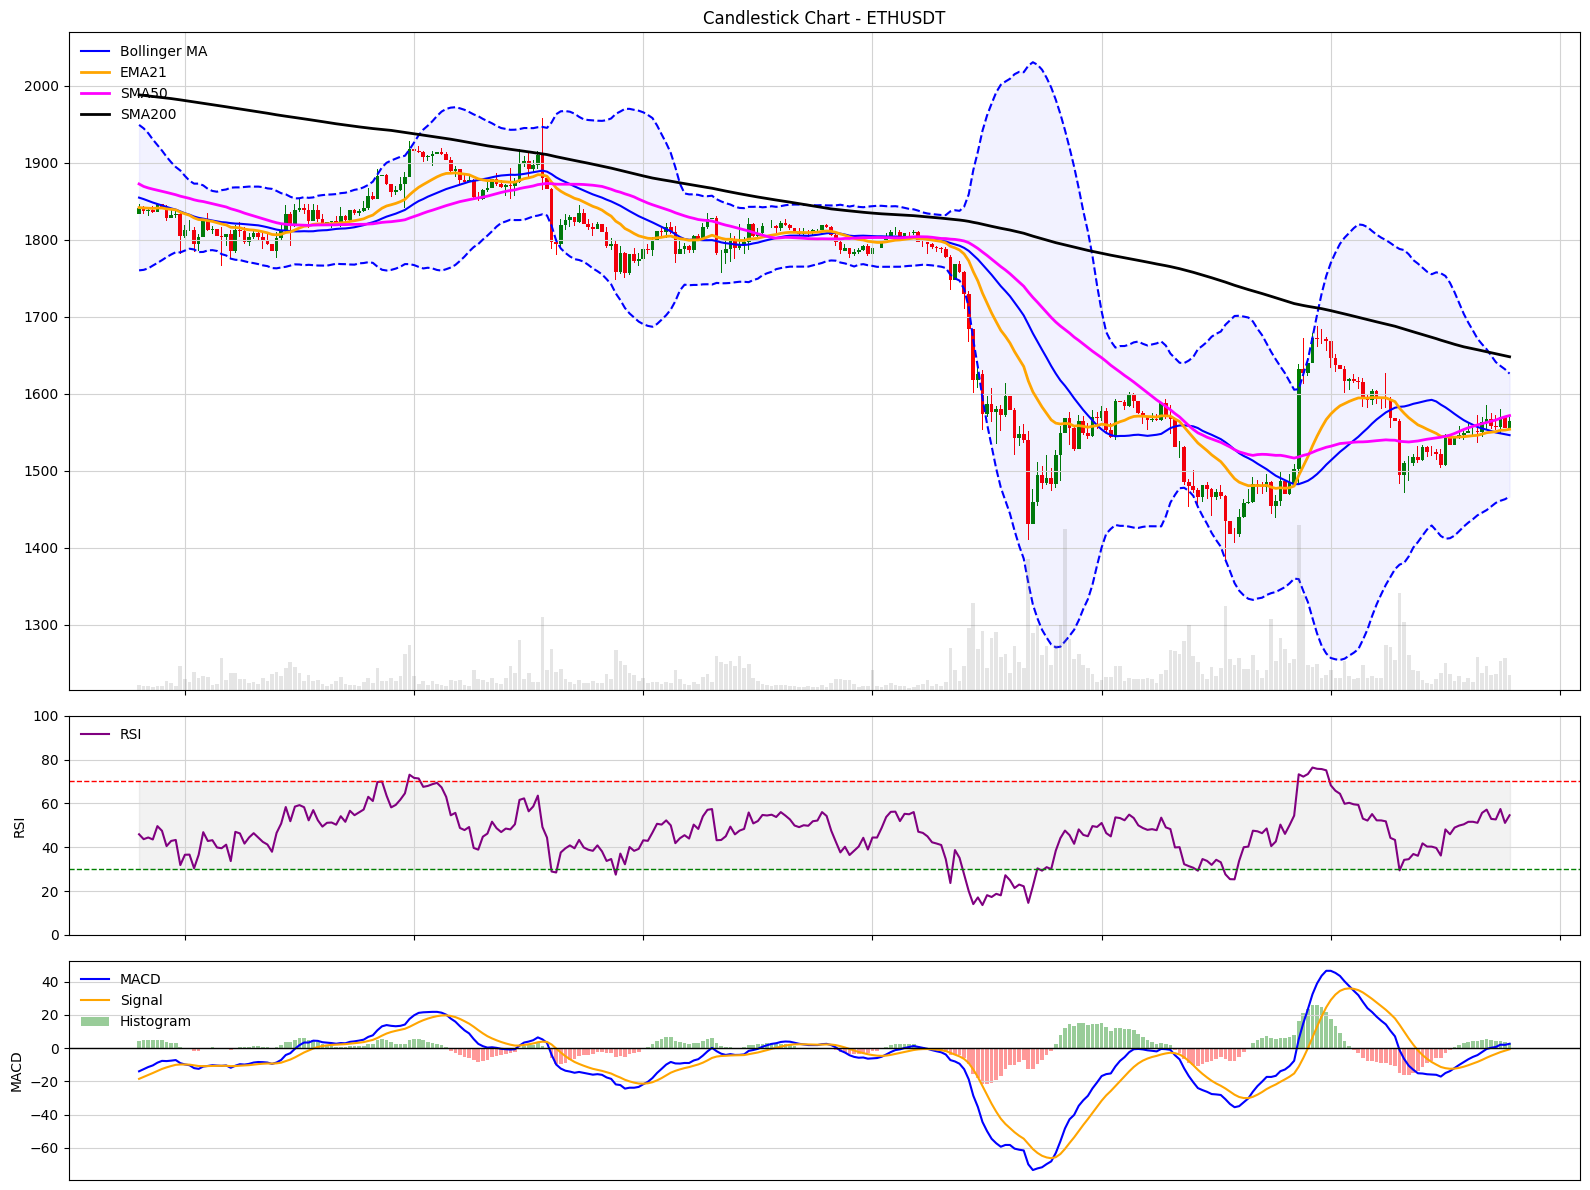 Candlestick Chart - ETHUSDT
Bollinger MA
EMA21
SMA50
SMA200
2000
1900
1800
1700
1600
1500
1400
1300
RSI
100
80
60
40
20
0
RSI
MACD
Signal
Histogram
40
20
0
−20
−40
−60
MACD